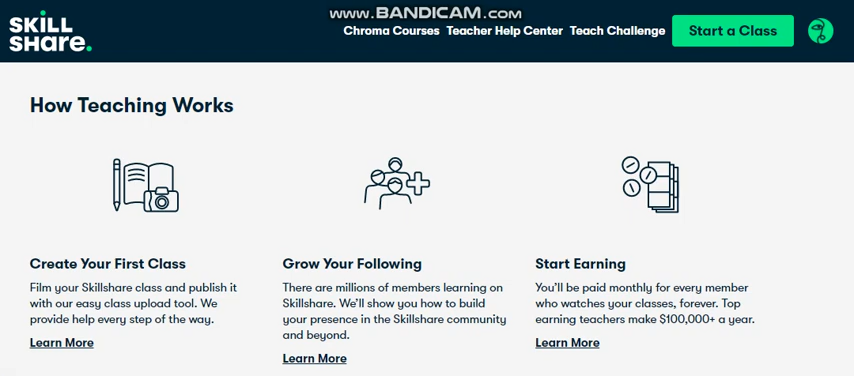 www.BANDICAM.com
SKILL
SHARE.
Chroma Courses Teacher Help Center Teach Challenge Start a Class
How Teaching Works
Create Your First Class
Film your Skillshare class and publish it
with our easy class upload tool. We
provide help every step of the way.
Learn More
Grow Your Following
There are millions of members learning on
Skillshare. We’ll show you how to build
your presence in the Skillshare community
and beyond.
Learn More
Start Earning
You’ll be paid monthly for every member
who watches your classes, forever. Top
earning teachers make $100,000+ a year.
Learn More